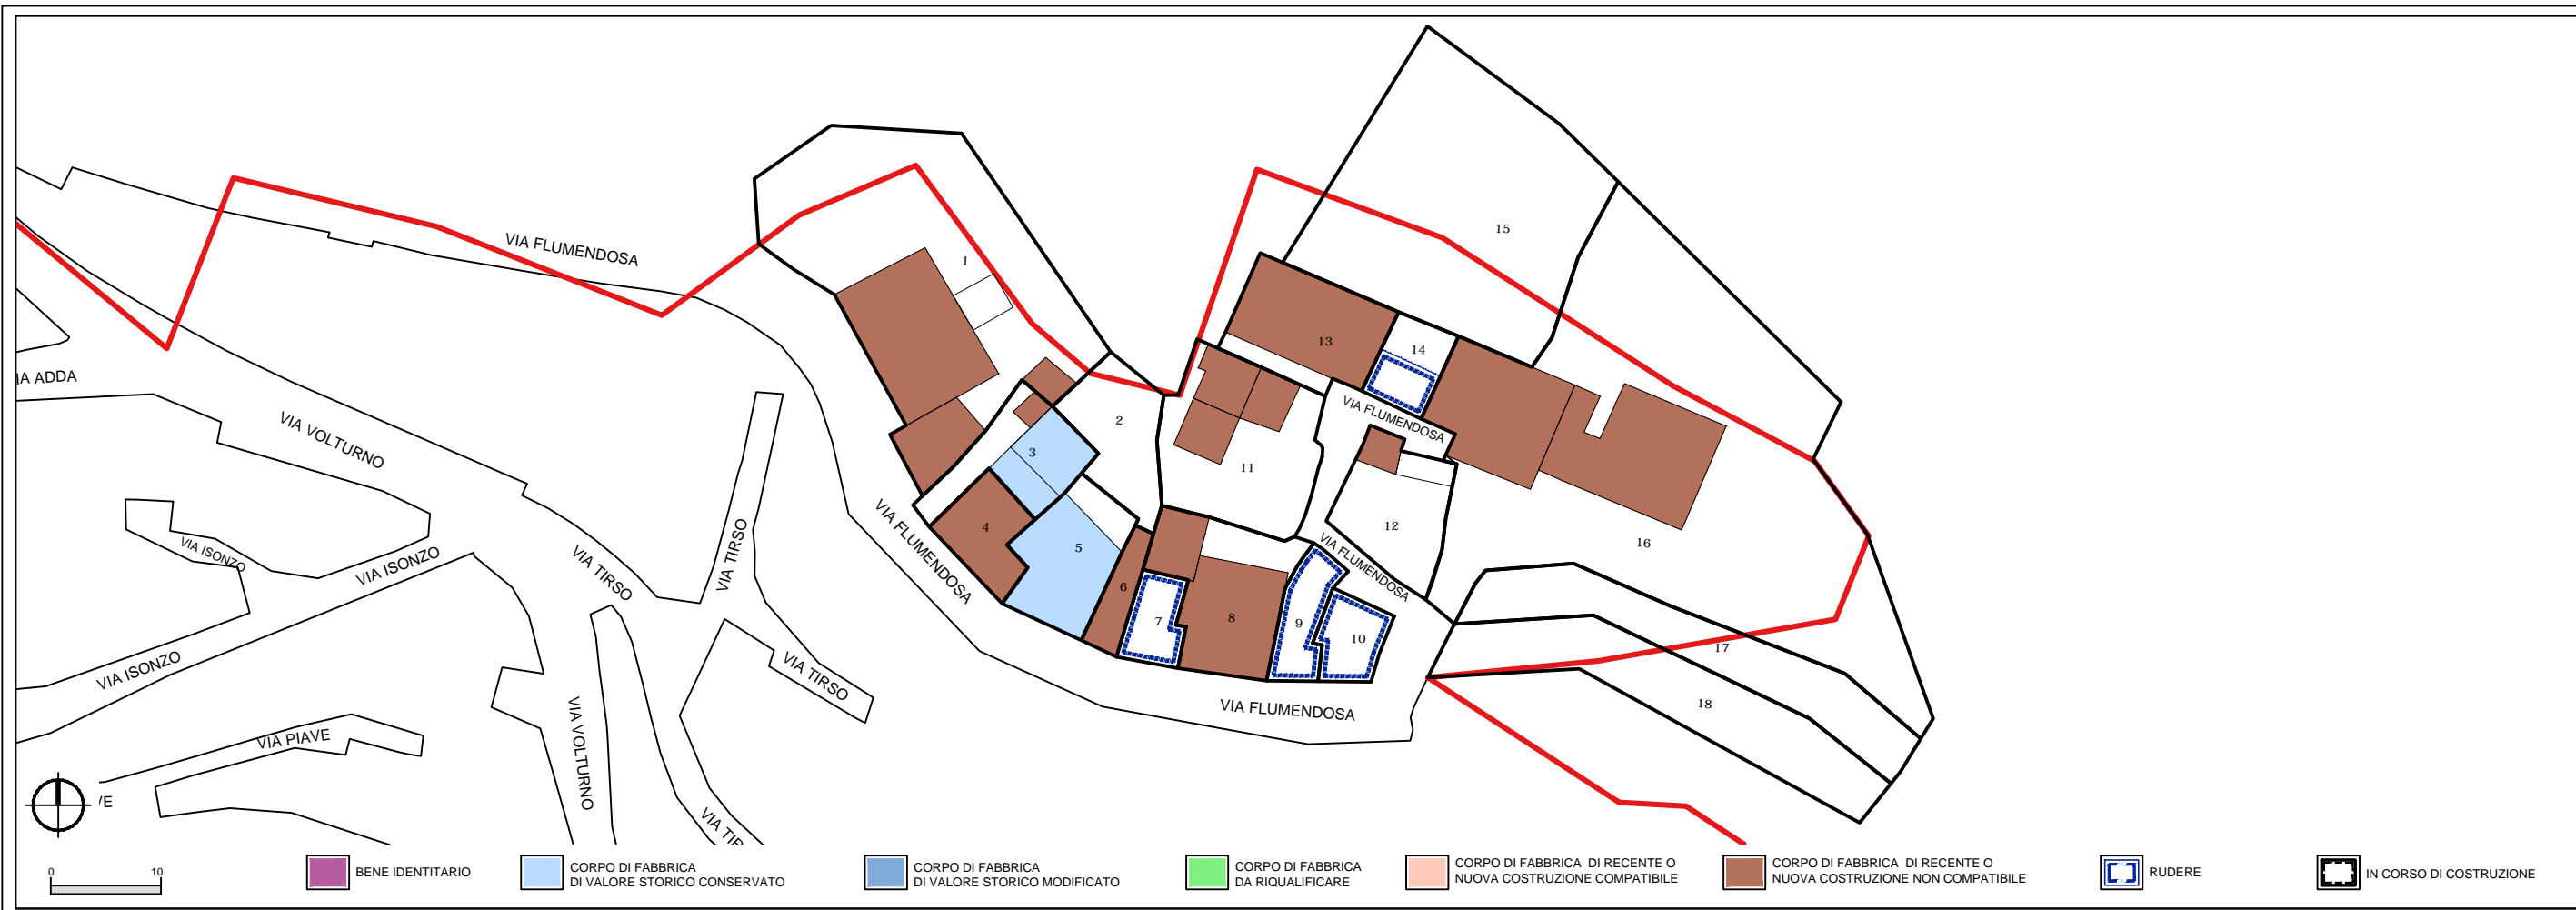 15
VIA FLUMENDOSA
1
13
14
IA ADDA
VIA FLUMENDOSA
2
VIA VOLTURNO
3
11
4
12
VIA TIRSO
VIA FLUMENDOSA
VIA ISONZO
VIA ISONZO
VIA TIRSO
5
16
VIA FLUMENDOSA
6
7
8
9
10
17
VIA ISONZO
VIA TIRSO
18
VIA FLUMENDOSA
VIA PIAVE
VIA VOLTURNO
VE
VIA TIR
0 10
BENE IDENTITARIO
CORPO DI FABBRICA
DI VALORE STORICO CONSERVATO
CORPO DI FABBRICA
DI VALORE STORICO MODIFICATO
CORPO DI FABBRICA
DA RIQUALIFICARE
CORPO DI FABBRICA DI RECENTE O
NUOVA COSTRUZIONE COMPATIBILE
CORPO DI FABBRICA DI RECENTE O
NUOVA COSTRUZIONE NON COMPATIBILE
RUDERE
IN CORSO DI COSTRUZIONE